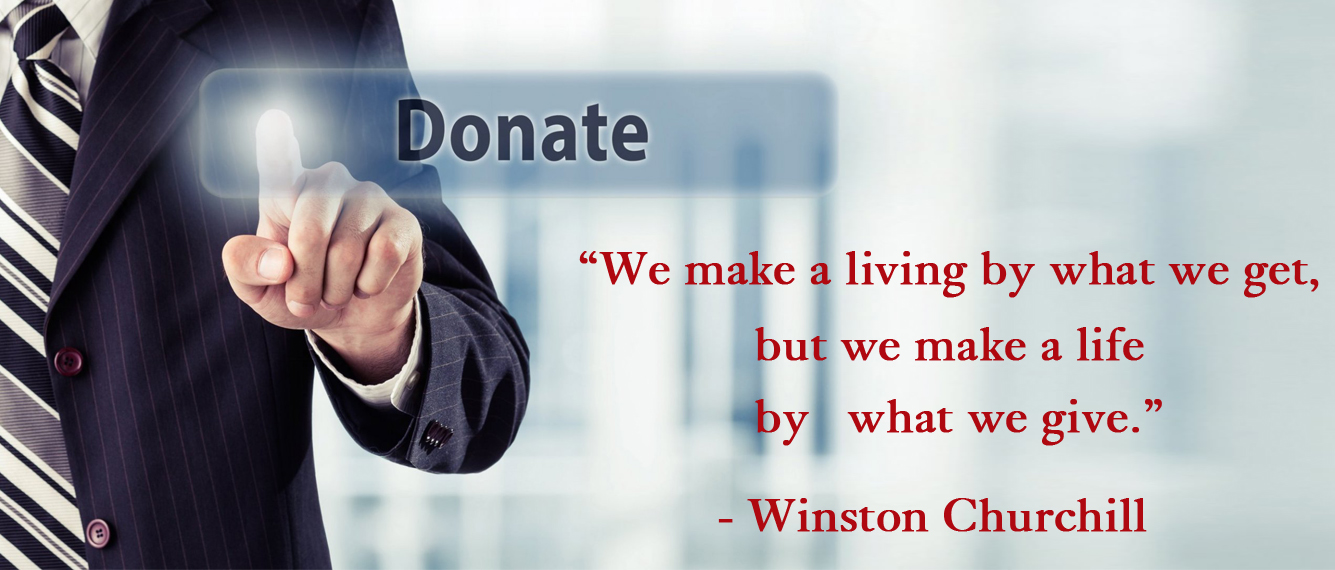 Donate
“We make a living by what we get,
but we make a life
by what we give.”
- Winston Churchill